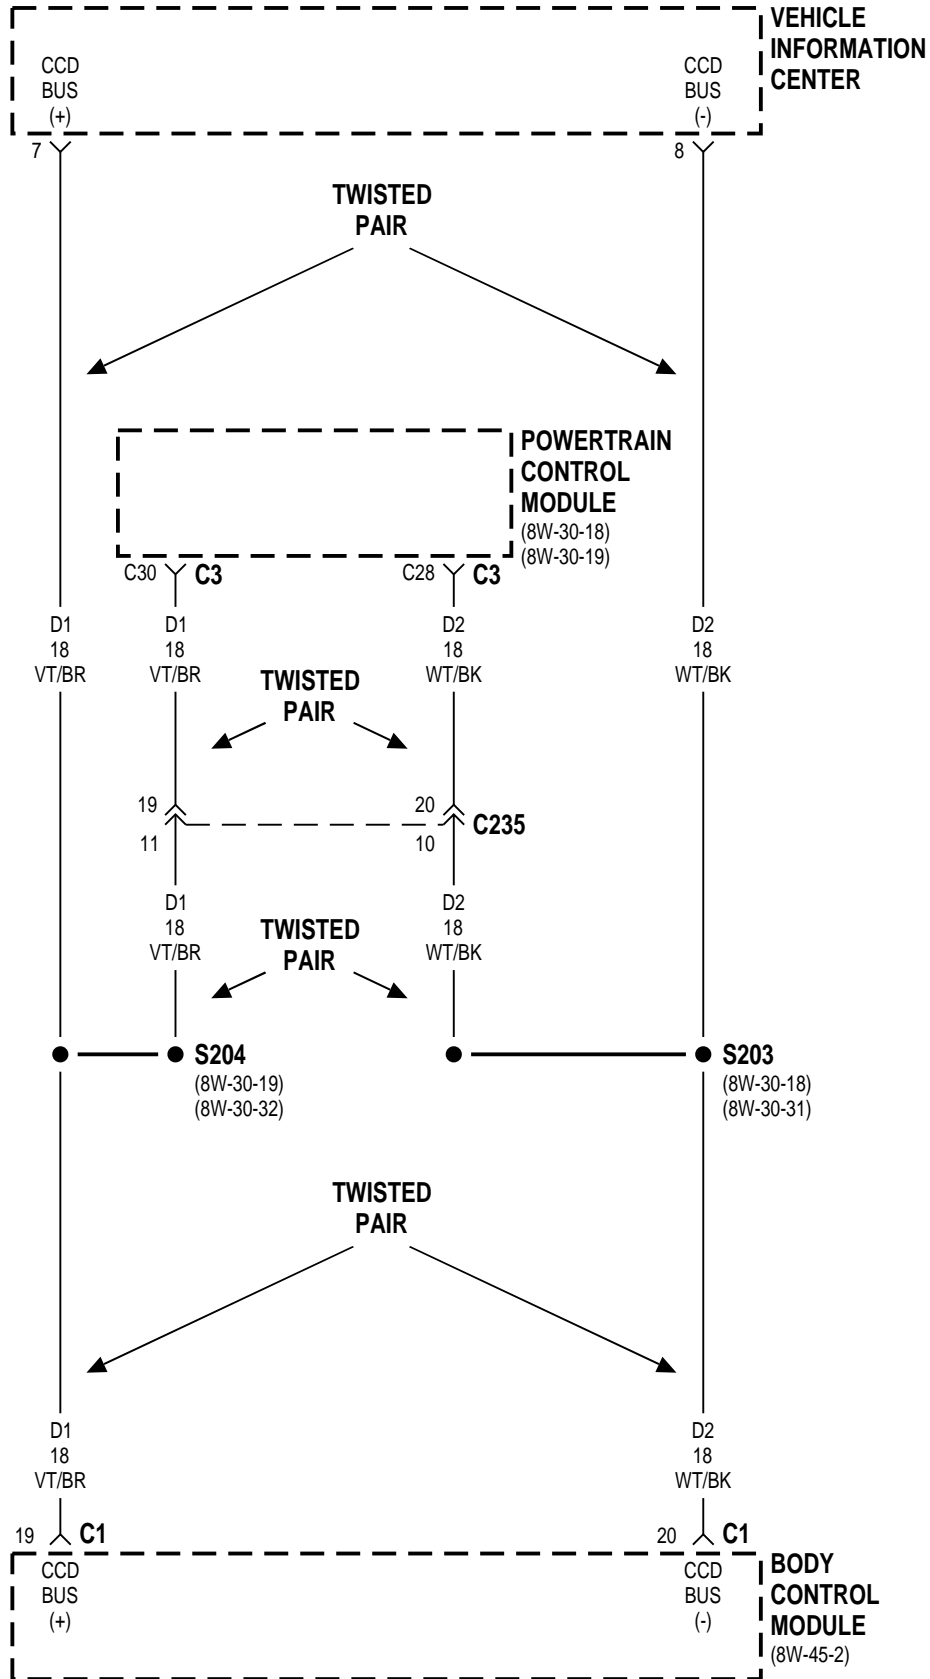 VEHICLE
INFORMATION
CENTER
CCD
BUS
(+)
CCD
BUS
(-)
7
8
TWISTED
PAIR
POWERTRAIN
CONTROL
MODULE
(8W-30-18)
(8W-30-19)
C30
C3
C28
C3
D1
18
VT/BR
D1
18
VT/BR
D2
18
WT/BK
D2
18
WT/BK
TWISTED
PAIR
19
20
C235
11
10
D1
18
VT/BR
D2
18
WT/BK
TWISTED
PAIR
S204
(8W-30-19)
(8W-30-32)
S203
(8W-30-18)
(8W-30-31)
TWISTED
PAIR
D1
18
VT/BR
D2
18
WT/BK
19
C1
20
C1
CCD
BUS
(+)
CCD
BUS
(-)
BODY
CONTROL
MODULE
(8W-45-2)